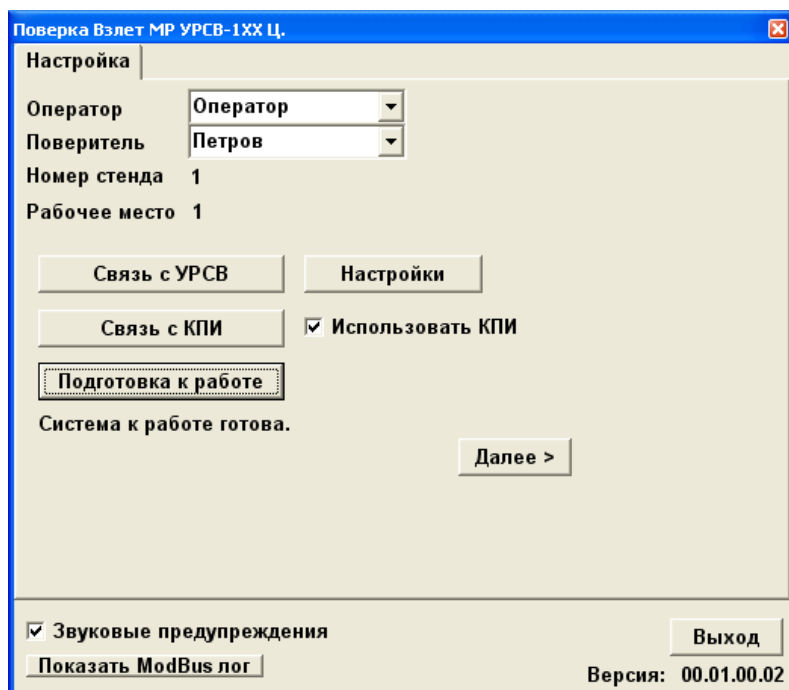 Поверка Взлет МР УРСВ-1ХХ Ц.
Настройка
Оператор Оператор
Поверитель Петров
Номер стенда 1
Рабочее место 1
Связь с УРСВ Настройки
Связь с КПИ Использовать КПИ
Подготовка к работе
Система к работе готова.
Далее >
Звуковые предупреждения
Выход
Показать ModBus лог
Версия: 00.01.00.02